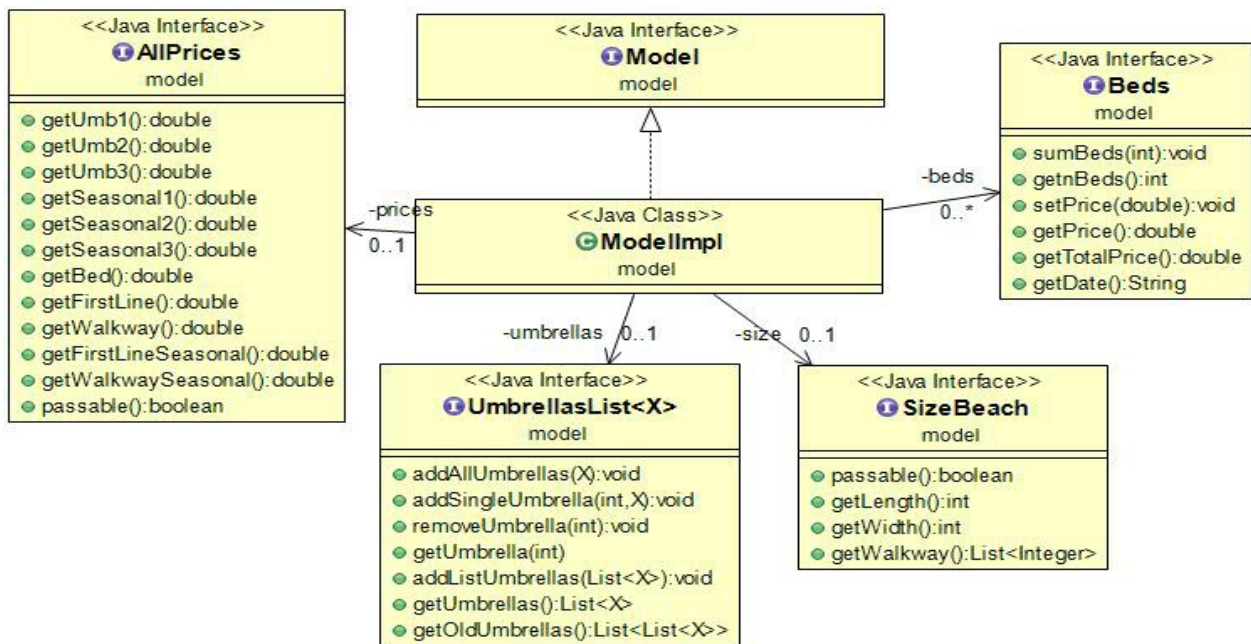 <<Java Interface>>
AllPrices
model
getUmb1():double
getUmb2():double
getUmb3():double
getSeasonal1():double
getSeasonal2():double
getSeasonal3():double
getBed():double
getFirstLine():double
getWalkway():double
getFirstLineSeasonal():double
getWalkwaySeasonal():double
passable():boolean
<<Java Interface>>
Model
model
<<Java Interface>>
Beds
model
sumBeds(int):void
getnBeds():int
setPrice(double):void
getPrice():double
getTotalPrice():double
getDate():String
-prices
0..1
<<Java Class>>
ModelImpl
model
-beds
0..*
-umbrellas 0..1
-size 0..1
<<Java Interface>>
UmbrellasList<X>
model
addAllUmbrellas(X):void
addSingleUmbrella(int,X):void
removeUmbrella(int):void
getUmbrella(int)
addListUmbrellas(List<X>):void
getUmbrellas():List<X>
getOldUmbrellas():List<List<X>>
<<Java Interface>>
SizeBeach
model
passable():boolean
getLength():int
getWidth():int
getWalkway():List<Integer>